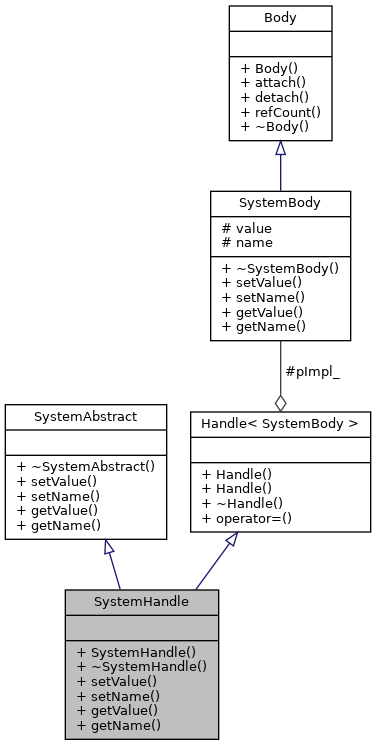 Body
+ Body()
+ attach()
+ detach()
+ refCount()
+ ~Body()
SystemBody
# value
# name
+ ~SystemBody()
+ setValue()
+ setName()
+ getValue()
+ getName()
#pImpl_
SystemAbstract
+ ~SystemAbstract()
+ setValue()
+ setName()
+ getValue()
+ getName()
Handle< SystemBody >
+ Handle()
+ Handle()
+ ~Handle()
+ operator=()
SystemHandle
+ SystemHandle()
+ ~SystemHandle()
+ setValue()
+ setName()
+ getValue()
+ getName()